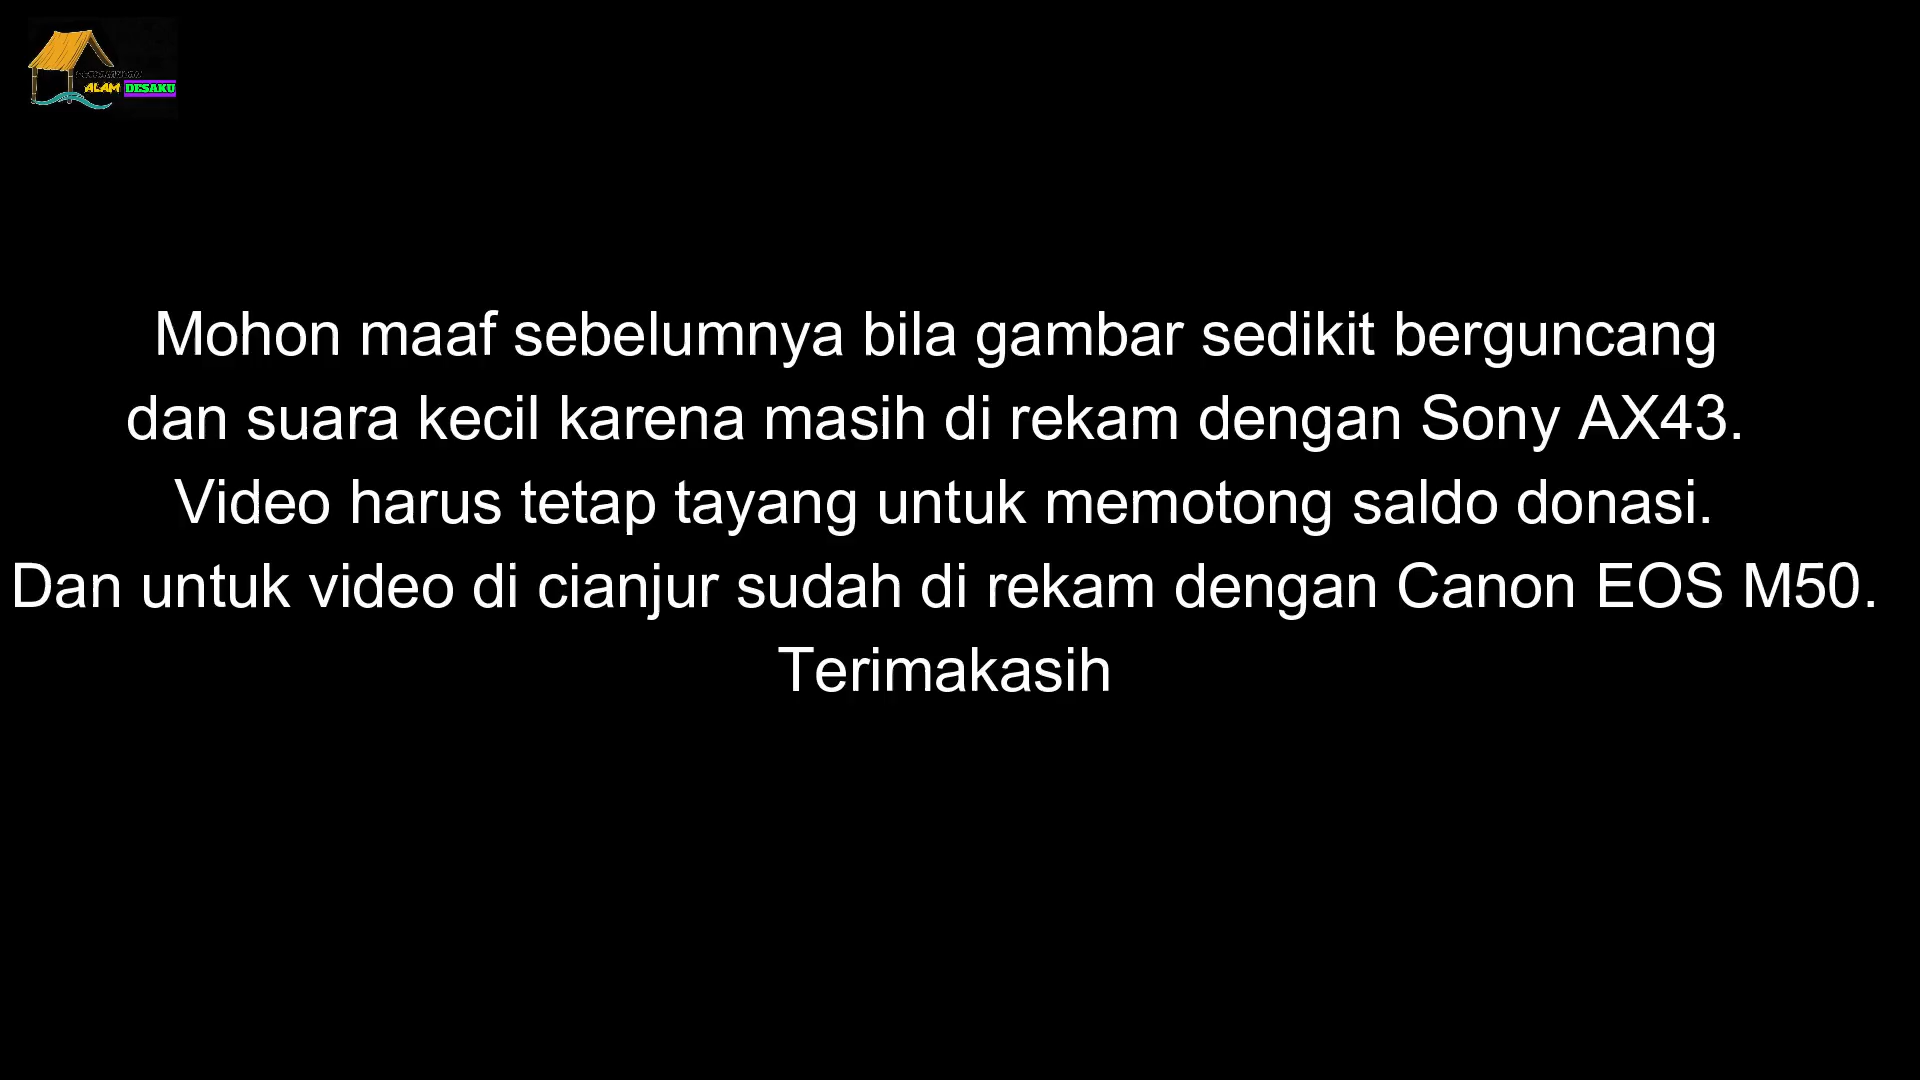 ALAM DESAKU
Mohon maaf sebelumnya bila gambar sedikit berguncang
dan suara kecil karena masih di rekam dengan Sony AX43.
Video harus tetap tayang untuk memotong saldo donasi.
Dan untuk video di cianjur sudah di rekam dengan Canon EOS M50.
Terimakasih